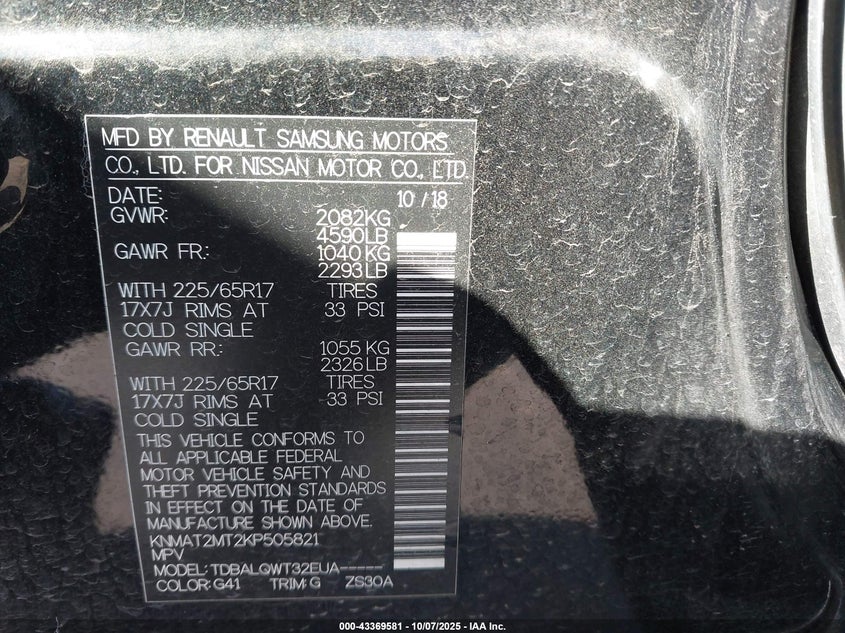 MFD BY RENAULT SAMSUNG MOTORS
CO., LTD. FOR NISSAN MOTOR CO., LTD.
DATE: 10 / 18
GVWR: 2082KG
4590LB
GAWR FR.: 1040 KG
2293 LB
WITH 225/65R17 TIRES
17X7J RIMS AT 33 PSI
COLD SINGLE
GAWR RR.: 1055 KG
2326 LB
WITH 225/65R17 TIRES
17X7J RIMS AT 33 PSI
COLD SINGLE
THIS VEHICLE CONFORMS TO
ALL APPLICABLE FEDERAL
MOTOR VEHICLE SAFETY AND
THEFT PREVENTION STANDARDS
IN EFFECT ON THE DATE OF
MANUFACTURE SHOWN ABOVE.
KNMAT2MT2KP505821
MPV
MODEL: TDBALQWT32EUA-----
COLOR: G41 TRIM: G ZS30A
000-43369581 - 10/07/2025 - IAA Inc.